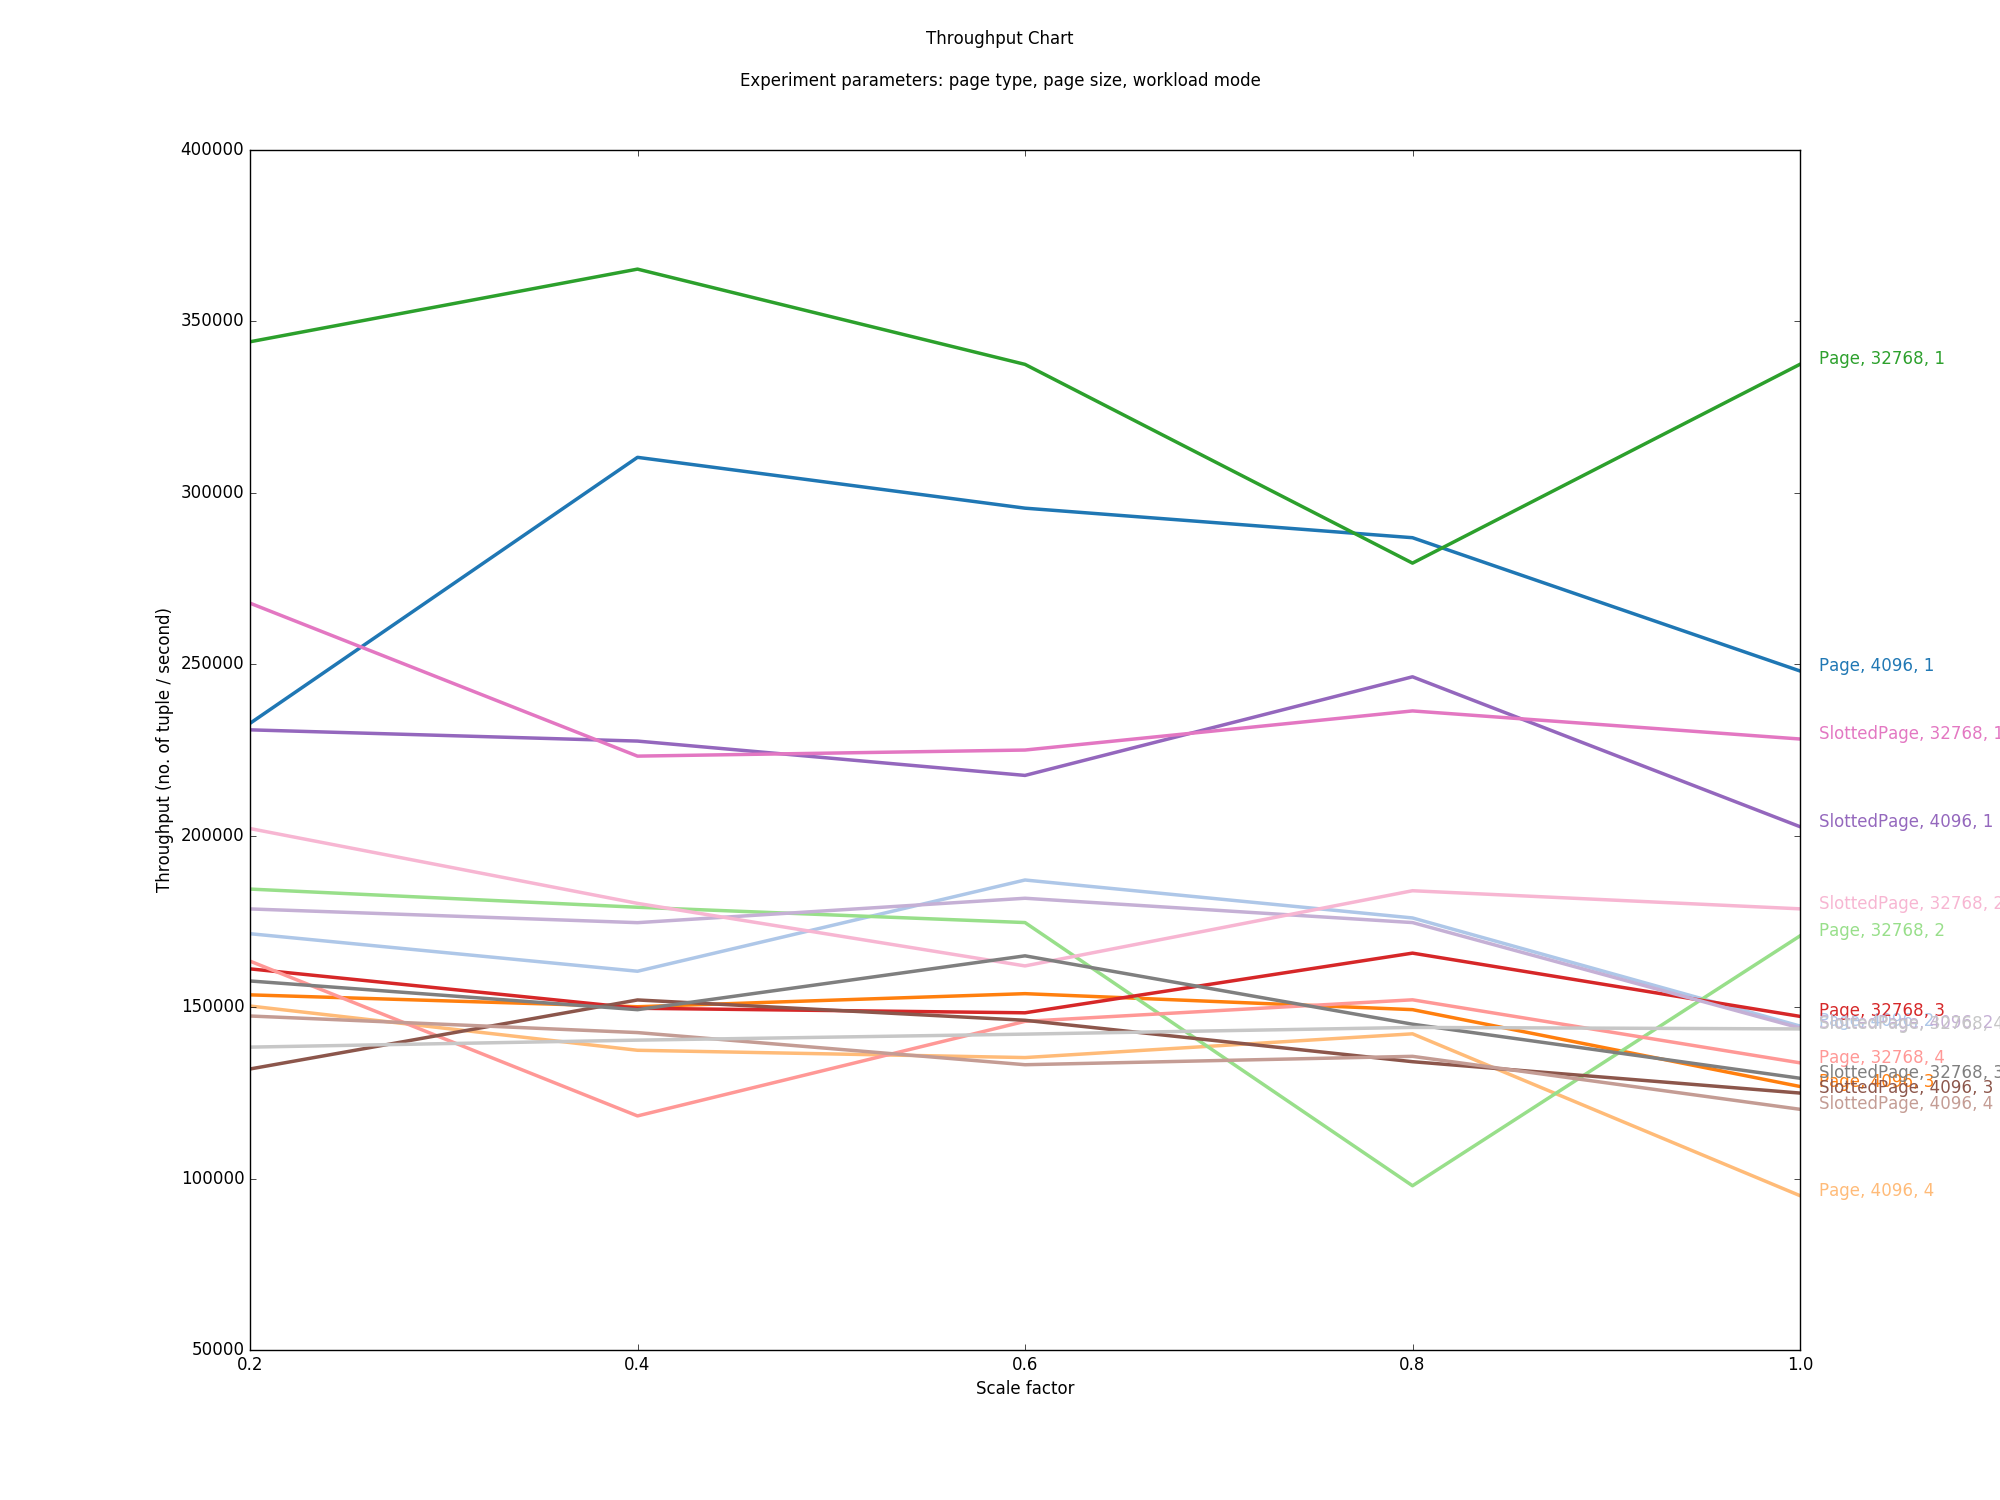 Throughput Chart
Experiment parameters: page type, page size, workload mode
400000
350000
300000
250000
200000
150000
100000
50000
Throughput (no. of tuple / second)
0.2
0.4
0.6
0.8
1.0
Scale factor
Page, 32768, 1
Page, 4096, 1
SlottedPage, 32768, 1
SlottedPage, 4096, 1
SlottedPage, 32768, 2
Page, 32768, 2
Page, 32768, 3
Page, 32768, 4
SlottedPage, 32768, 3
Page, 4096, 3
SlottedPage, 4096, 3
SlottedPage, 4096, 4
Page, 4096, 4